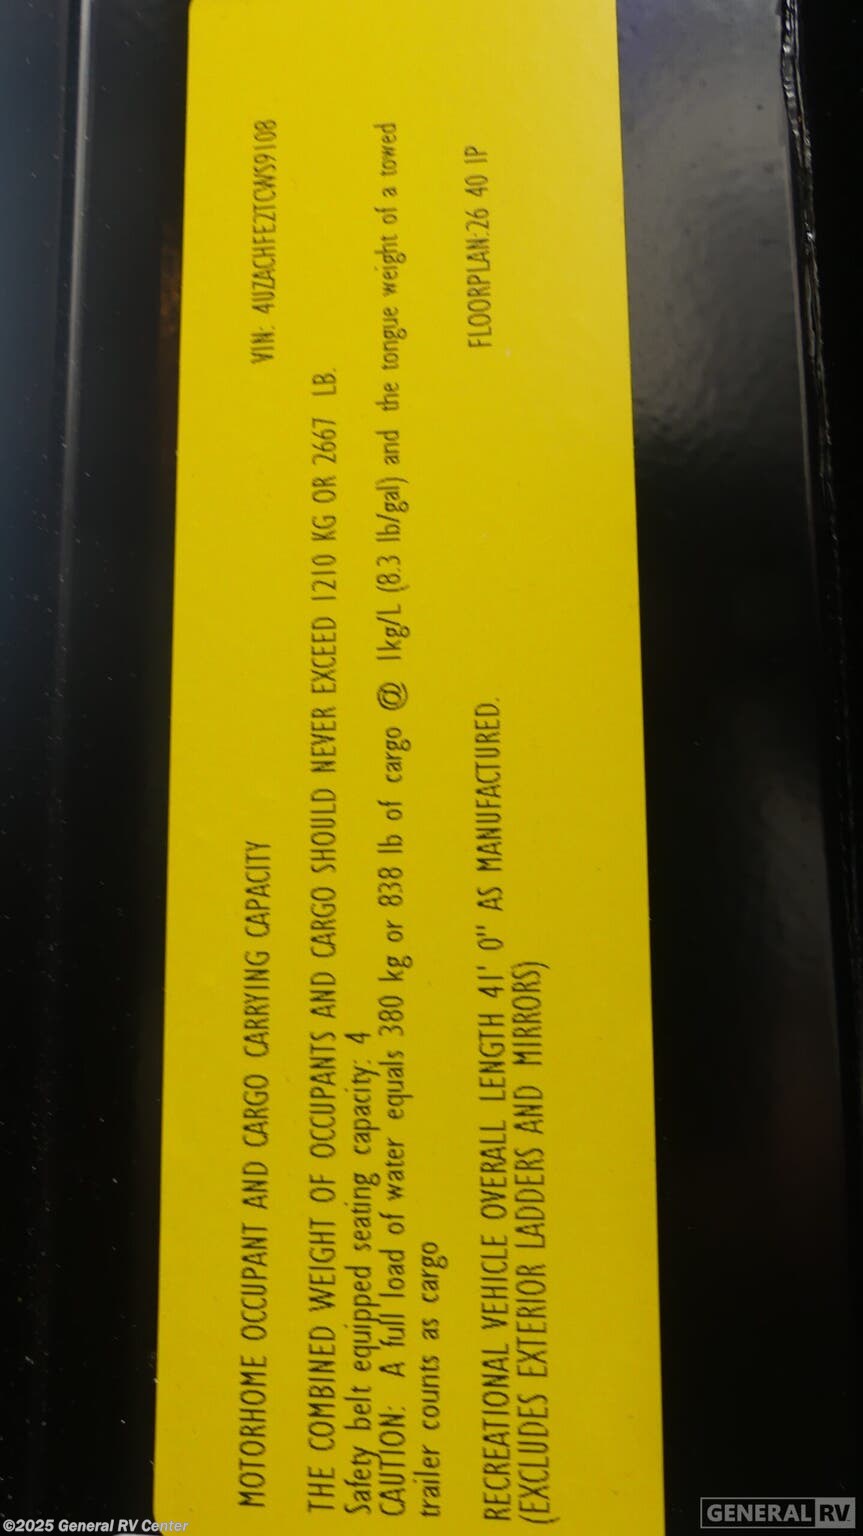 MOTORHOME OCCUPANT AND CARGO CARRYING CAPACITY VIN: 4UZACHFE2TCWS9108
THE COMBINED WEIGHT OF OCCUPANTS AND CARGO SHOULD NEVER EXCEED 1210 KG OR 2667 LB.
Safety belt equipped seating capacity: 4
CAUTION: A full load of water equals 380 kg or 838 lb of cargo @ 1kg/L (8.3 lb/gal) and the tongue weight of a towed
trailer counts as cargo
RECREATIONAL VEHICLE OVERALL LENGTH 41' 0" AS MANUFACTURED. FLOORPLAN:26 40 IP
(EXCLUDES EXTERIOR LADDERS AND MIRRORS)
©2025 General RV Center
GENERAL RV